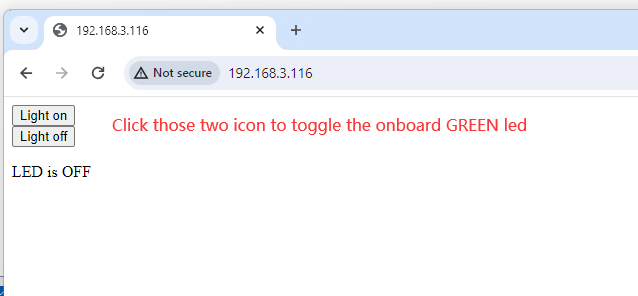 192.168.3.116
Not secure
192.168.3.116
Light on
Light off
Click those two icon to toggle the onboard GREEN led
LED is OFF